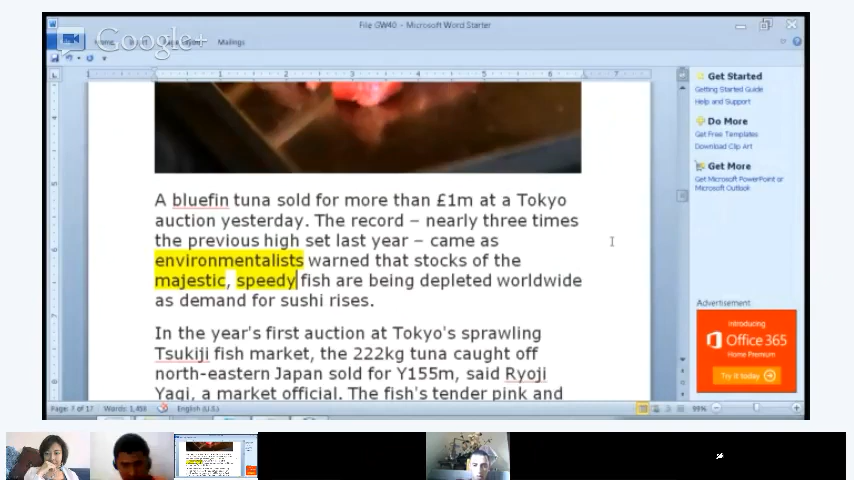 File GW40 - Microsoft Word Starter
Google+
Mailings
Get Started
Getting Started Guide
Help and Support
Do More
Get Free Templates
Download Clip Art
Get More
Get Microsoft PowerPoint or
Microsoft Outlook
A bluefin tuna sold for more than £1m at a Tokyo
auction yesterday. The record – nearly three times
the previous high set last year – came as
environmentalists warned that stocks of the
majestic, speedy fish are being depleted worldwide
as demand for sushi rises.
In the year's first auction at Tokyo's sprawling
Tsukiji fish market, the 222kg tuna caught off
north-eastern Japan sold for Y155m, said Ryoji
Yagi, a market official. The fish's tender pink and
Advertisement
Introducing
Office 365
Home Premium
Try it today
Page: 7 of 17 Words: 1,458 English (U.S.) 99%